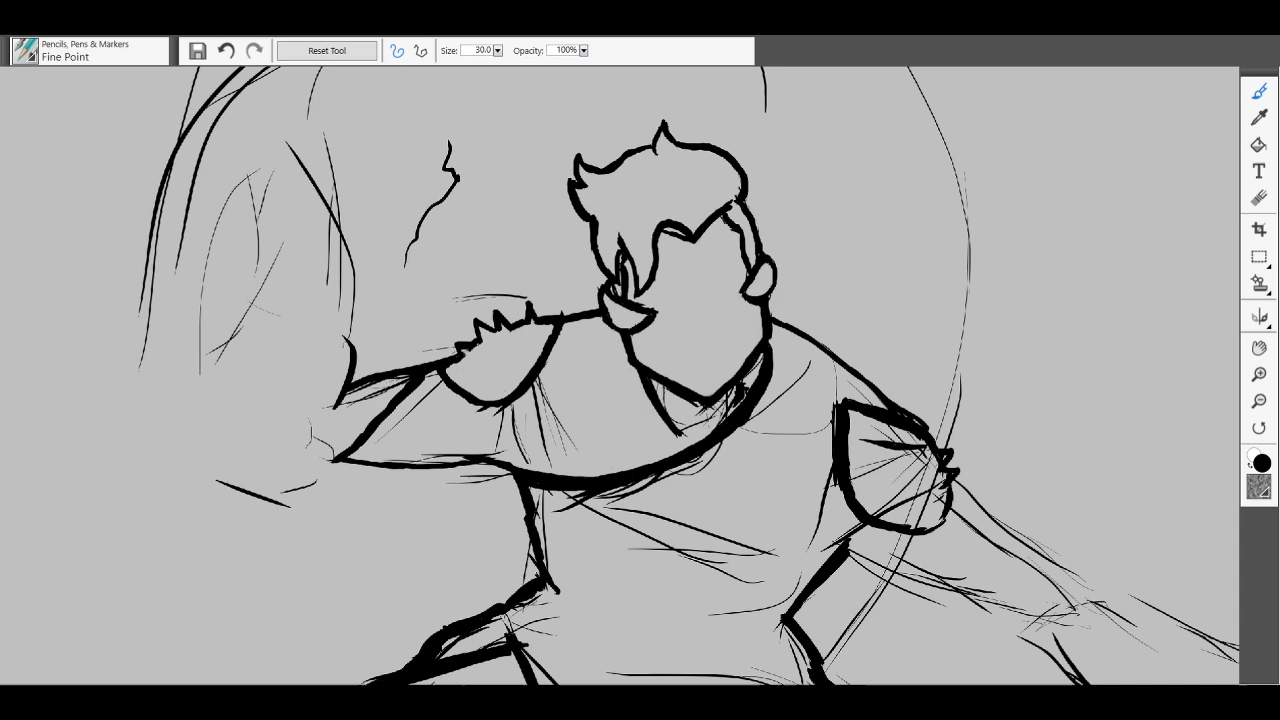 Pencils, Pens & Markers
Fine Point
Reset Tool
Size: 30.0
Opacity: 100%
T